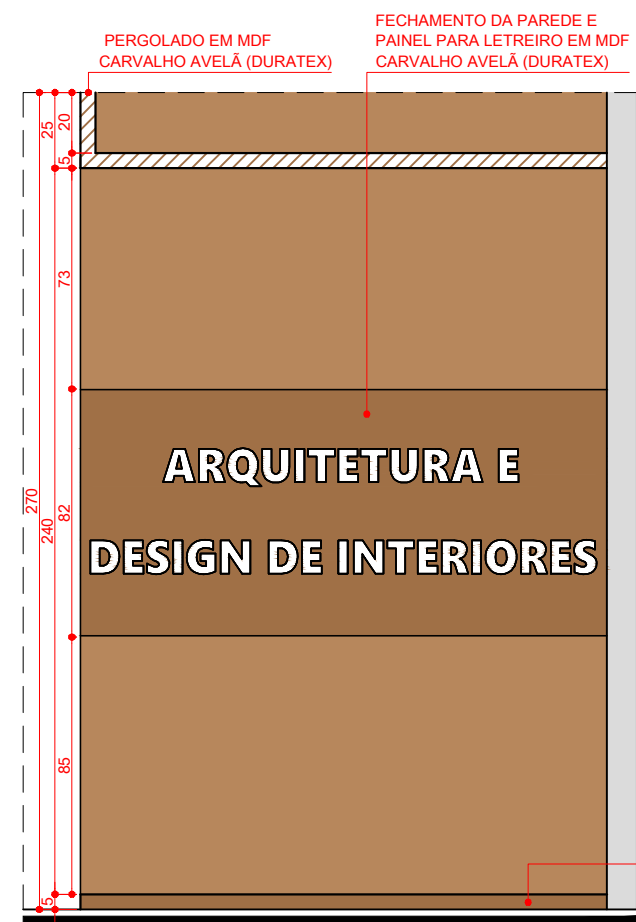 FECHAMENTO DA PAREDE E
PERGOLADO EM MDF
PAINEL PARA LETREIRO EM MDF
CARVALHO AVELÃ (DURATEX)
CARVALHO AVELÃ (DURATEX)
25
20
5
73
ARQUITETURA E
270
240
82
DESIGN DE INTERIORES
85
5